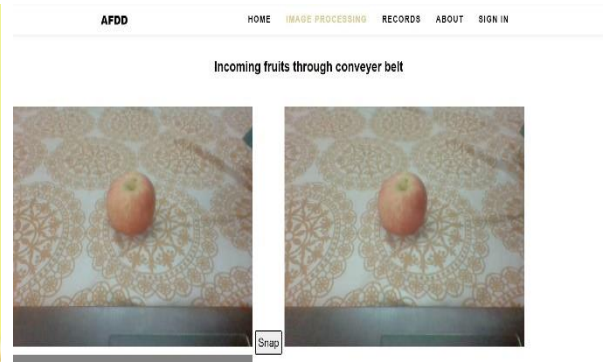 AFDD HOME IMAGE PROCESSING RECORDS ABOUT SIGN IN
Incoming fruits through conveyer belt
Snap